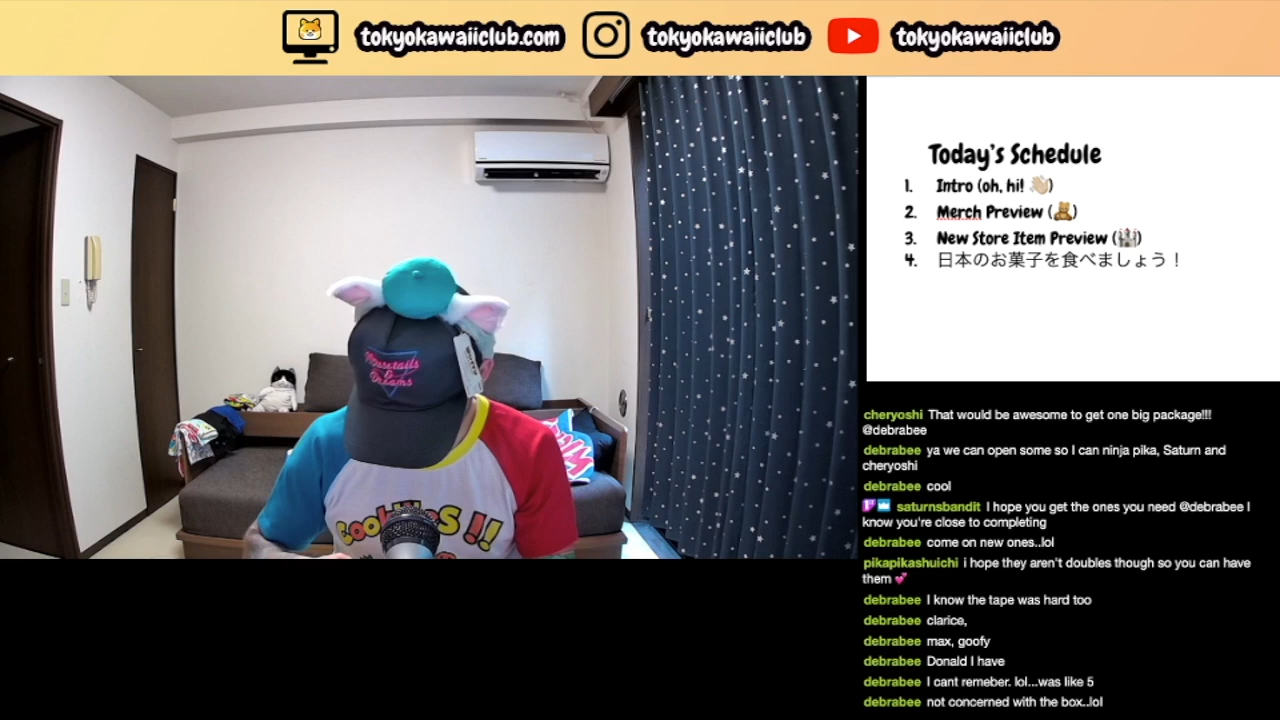 tokyokawaiiclub.com tokyokawaiiclub tokyokawaiiclub
Today's Schedule
1. Intro (oh, hi! 👋🏼)
2. Merch Preview (🧸)
3. New Store Item Preview (🏰)
4. 日本のお菓子を食べましょう！
Mousetails
&
Dreams
COOKIES!!
cheryoshi That would be awesome to get one big package!!!
@debrabee
debrabee ya we can open some so I can ninja pika, Saturn and
cheryoshi
debrabee cool
saturnsbandit I hope you get the ones you need @debrabee I
know you're close to completing
debrabee come on new ones..lol
pikapikashuichi i hope they aren't doubles though so you can have
them 💕
debrabee I know the tape was hard too
debrabee clarice,
debrabee max, goofy
debrabee Donald I have
debrabee I cant remeber. lol...was like 5
debrabee not concerned with the box..lol